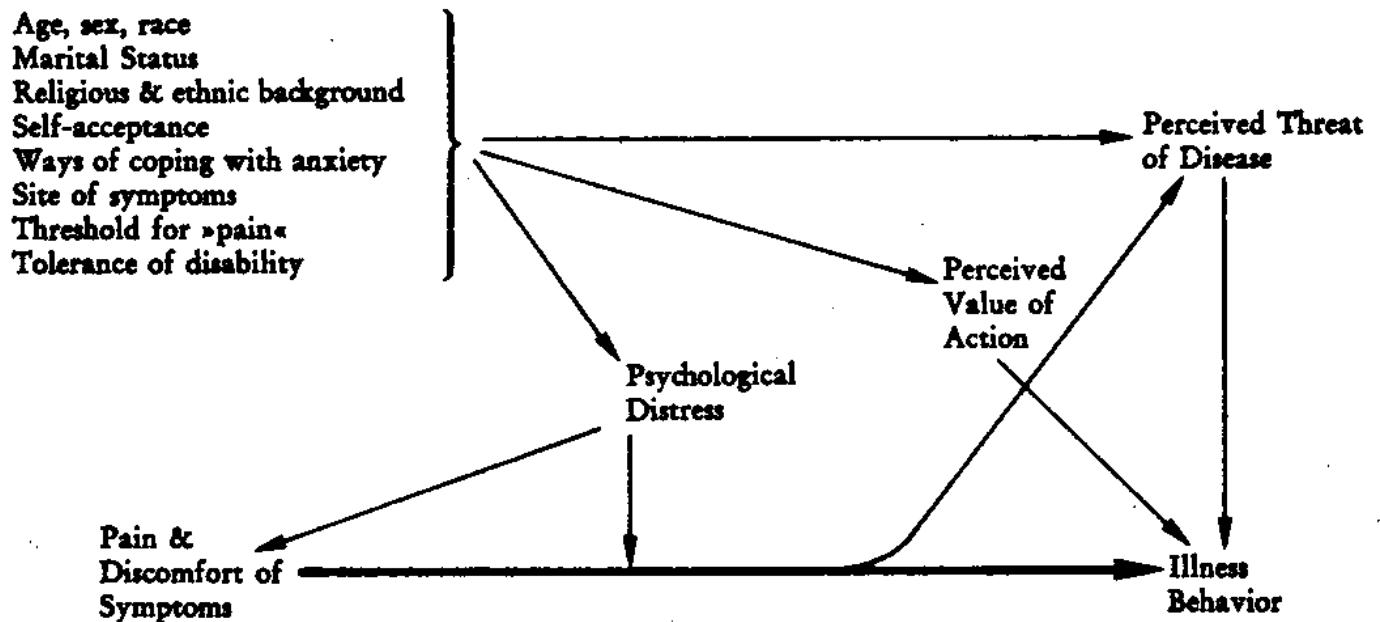 Age, sex, race
Marital Status
Religious & ethnic background
Self-acceptance
Ways of coping with anxiety
Site of symptoms
Threshold for »pain«
Tolerance of disability
Perceived Threat
of Disease
Perceived
Value of
Action
Psychological
Distress
Pain &
Discomfort of
Symptoms
Illness
Behavior